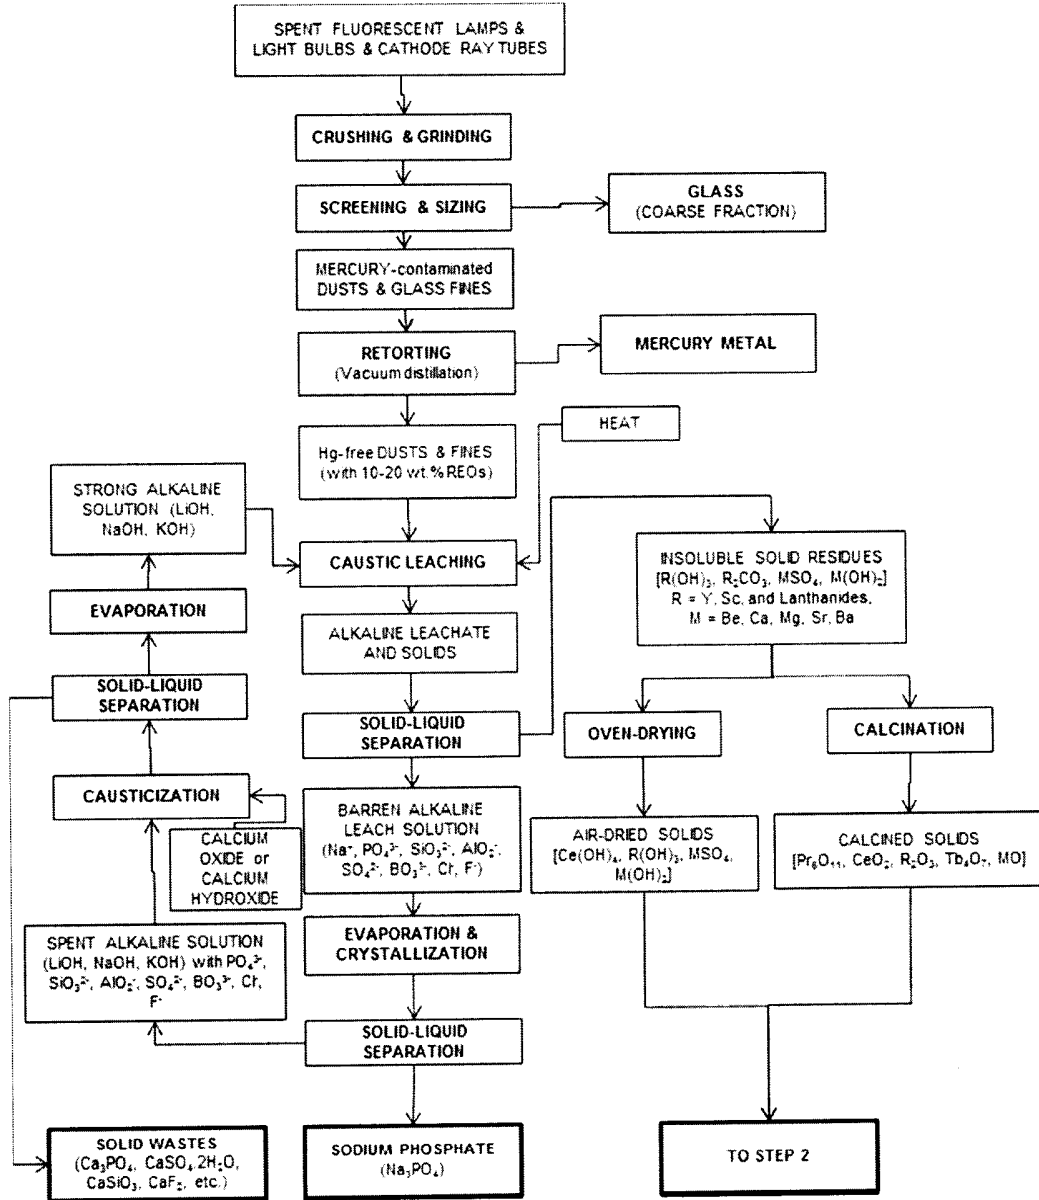 SPENT FLUORESCENT LAMPS &
LIGHT BULBS & CATHODE RAY TUBES
CRUSHING & GRINDING
SCREENING & SIZING
GLASS
(COARSE FRACTION)
MERCURY-contaminated
DUSTS & GLASS FINES
RETORTING
(Vacuum distillation)
MERCURY METAL
HEAT
Hg-free DUSTS & FINES
(with 10-20 wt.% REOs)
STRONG ALKALINE
SOLUTION (LiOH,
NaOH, KOH)
CAUSTIC LEACHING
INSOLUBLE SOLID RESIDUES
[R(OH)₃, R₂CO₃, MSO₄, M(OH)₂]
R = Y, Sc, and Lanthanides,
M = Be, Ca, Mg, Sr, Ba
EVAPORATION
ALKALINE LEACHATE
AND SOLIDS
SOLID-LIQUID
SEPARATION
SOLID-LIQUID
SEPARATION
OVEN-DRYING
CALCINATION
CAUSTICIZATION
CALCIUM
OXIDE or
CALCIUM
HYDROXIDE
BARREN ALKALINE
LEACH SOLUTION
(Na⁺, PO₄³⁻, SiO₃²⁻, AlO₂⁻,
SO₄²⁻, BO₃³⁻, Cl⁻, F⁻)
AIR-DRIED SOLIDS
[Ce(OH)₄, R(OH)₃, MSO₄,
M(OH)₂]
CALCINED SOLIDS
[Pr₆O₁₁, CeO₂, R₂O₃, Tb₄O₇, MO]
SPENT ALKALINE SOLUTION
(LiOH, NaOH, KOH) with PO₄³⁻,
SiO₃²⁻, AlO₂⁻, SO₄²⁻, BO₃³⁻, Cl⁻,
F⁻
EVAPORATION &
CRYSTALLIZATION
SOLID-LIQUID
SEPARATION
SOLID WASTES
(Ca₃PO₄, CaSO₄.2H₂O,
CaSiO₃, CaF₂, etc.)
SODIUM PHOSPHATE
(Na₃PO₄)
TO STEP 2